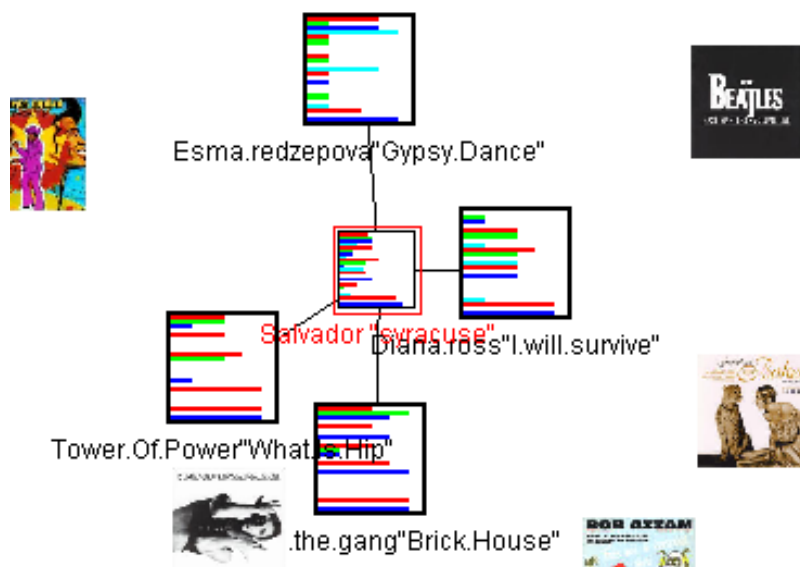 BEATLES
Esma.redzepova"Gypsy.Dance"
Salvador "syracuse"
Diana.ross"I.will.survive"
Tower.Of.Power"What.Is.Hip"
.the.gang"Brick.House"
BOB AZZAM